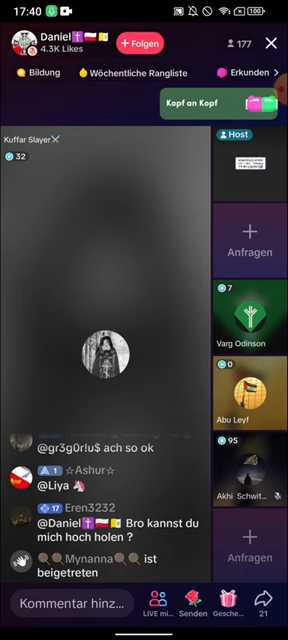 17:40
100
Daniel✝️🇵🇱🇻🇦
4.3K Likes
+ Folgen
177
Bildung
Wöchentliche Rangliste
Erkunden
Kopf an Kopf
Kuffar Slayer⚔️
32
Host
Anfragen
7
Varg Odinson
0
Abu Leyf
95
Akhi Schwit...
Anfragen
@gr3g0r!u$ ach so ok
1 ☆Ashur☆
@Liya 🦄
17 Eren3232
@Daniel✝️🇵🇱🇻🇦 Bro kannst du
mich hoch holen ?
🍭🍭Mynanna🍭🍭 ist
beigetreten
Kommentar hinz...
LIVE mi...
Senden
Gesche...
21